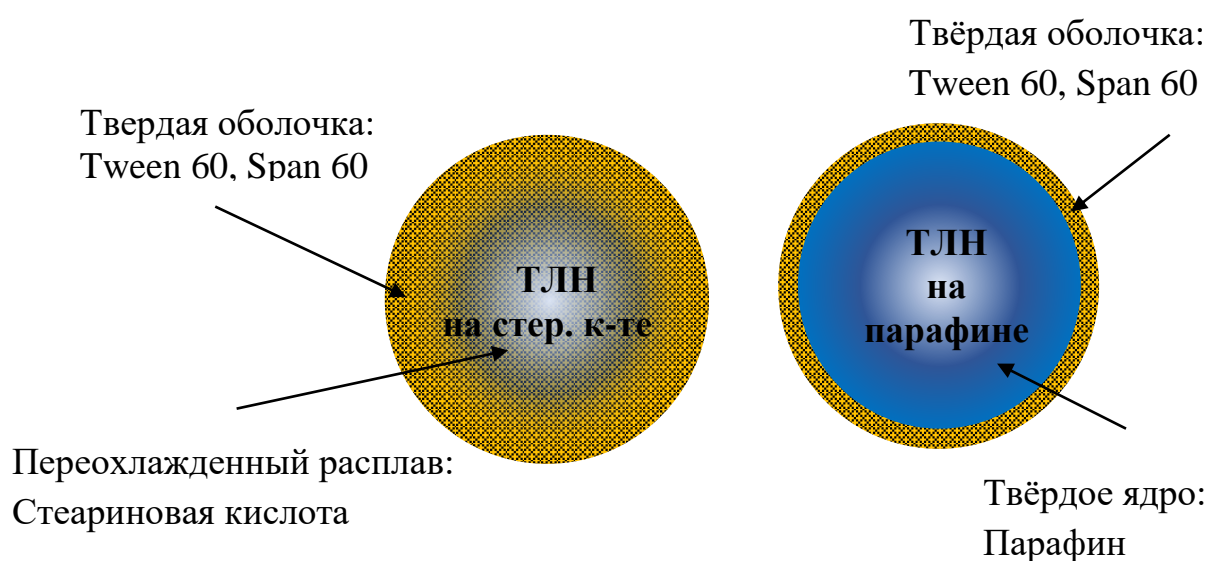 Твёрдая оболочка:
Tween 60, Span 60
Твердая оболочка:
Tween 60, Span 60
ТЛН
на стер. к-те
ТЛН
на
парафине
Переохлажденный расплав:
Стеариновая кислота
Твёрдое ядро:
Парафин